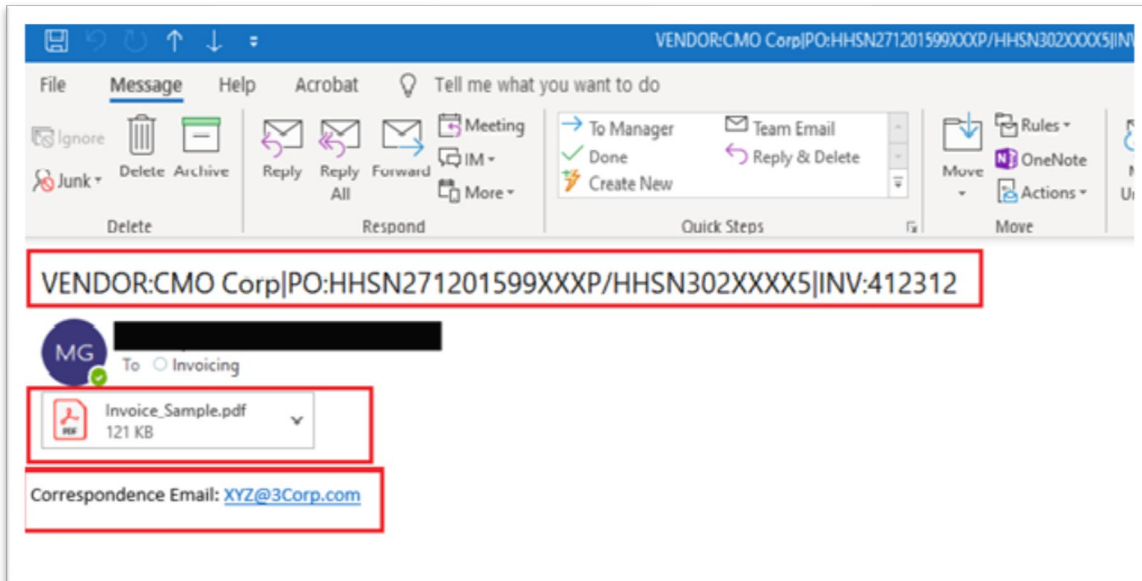 VENDOR:CMO Corp|PO:HHSN271201599XXXP/HHSN302XXXX5|INV
File Message Help Acrobat Tell me what you want to do
Ignore
Junk
Delete Archive
Reply Reply All Forward
Meeting
IM
More
To Manager Team Email
Done Reply & Delete
Create New
Move
Rules
OneNote
Actions
Delete Respond Quick Steps Move
VENDOR:CMO Corp|PO:HHSN271201599XXXP/HHSN302XXXX5|INV:412312
MG
To Invoicing
Invoice_Sample.pdf
PDF
121 KB
Correspondence Email: XYZ@3Corp.com